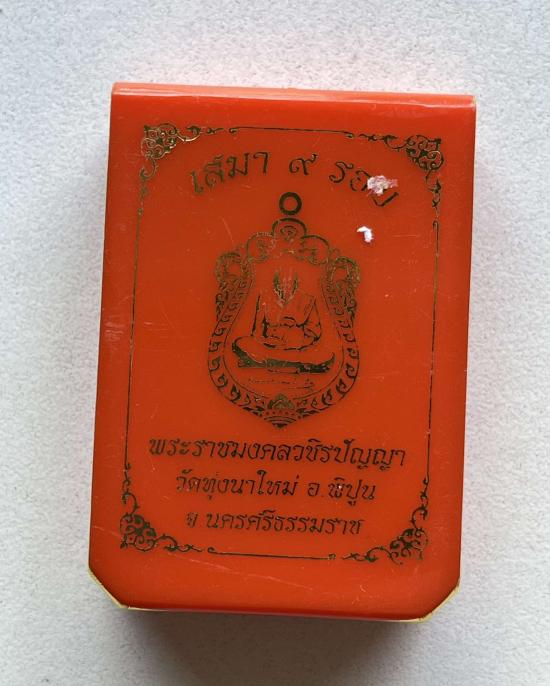 เสมา ๙ รอบ
พระราชมงคลวชิรปัญญา
วัดทุ่งนาใหม่ อ.พิปูน
จ.นครศรีธรรมราช